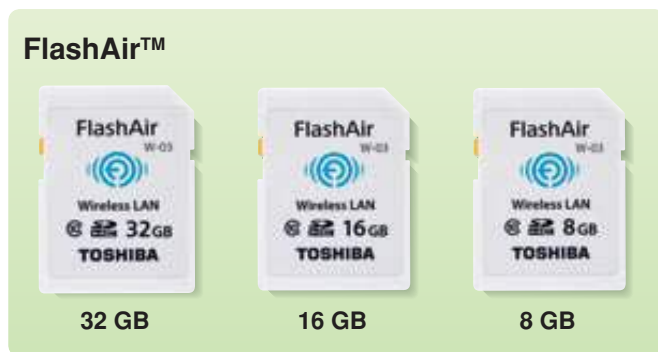 FlashAir™
FlashAir
W-03
Wireless LAN
32GB
TOSHIBA
FlashAir
W-03
Wireless LAN
16GB
TOSHIBA
FlashAir
W-03
Wireless LAN
8GB
TOSHIBA
32 GB
16 GB
8 GB